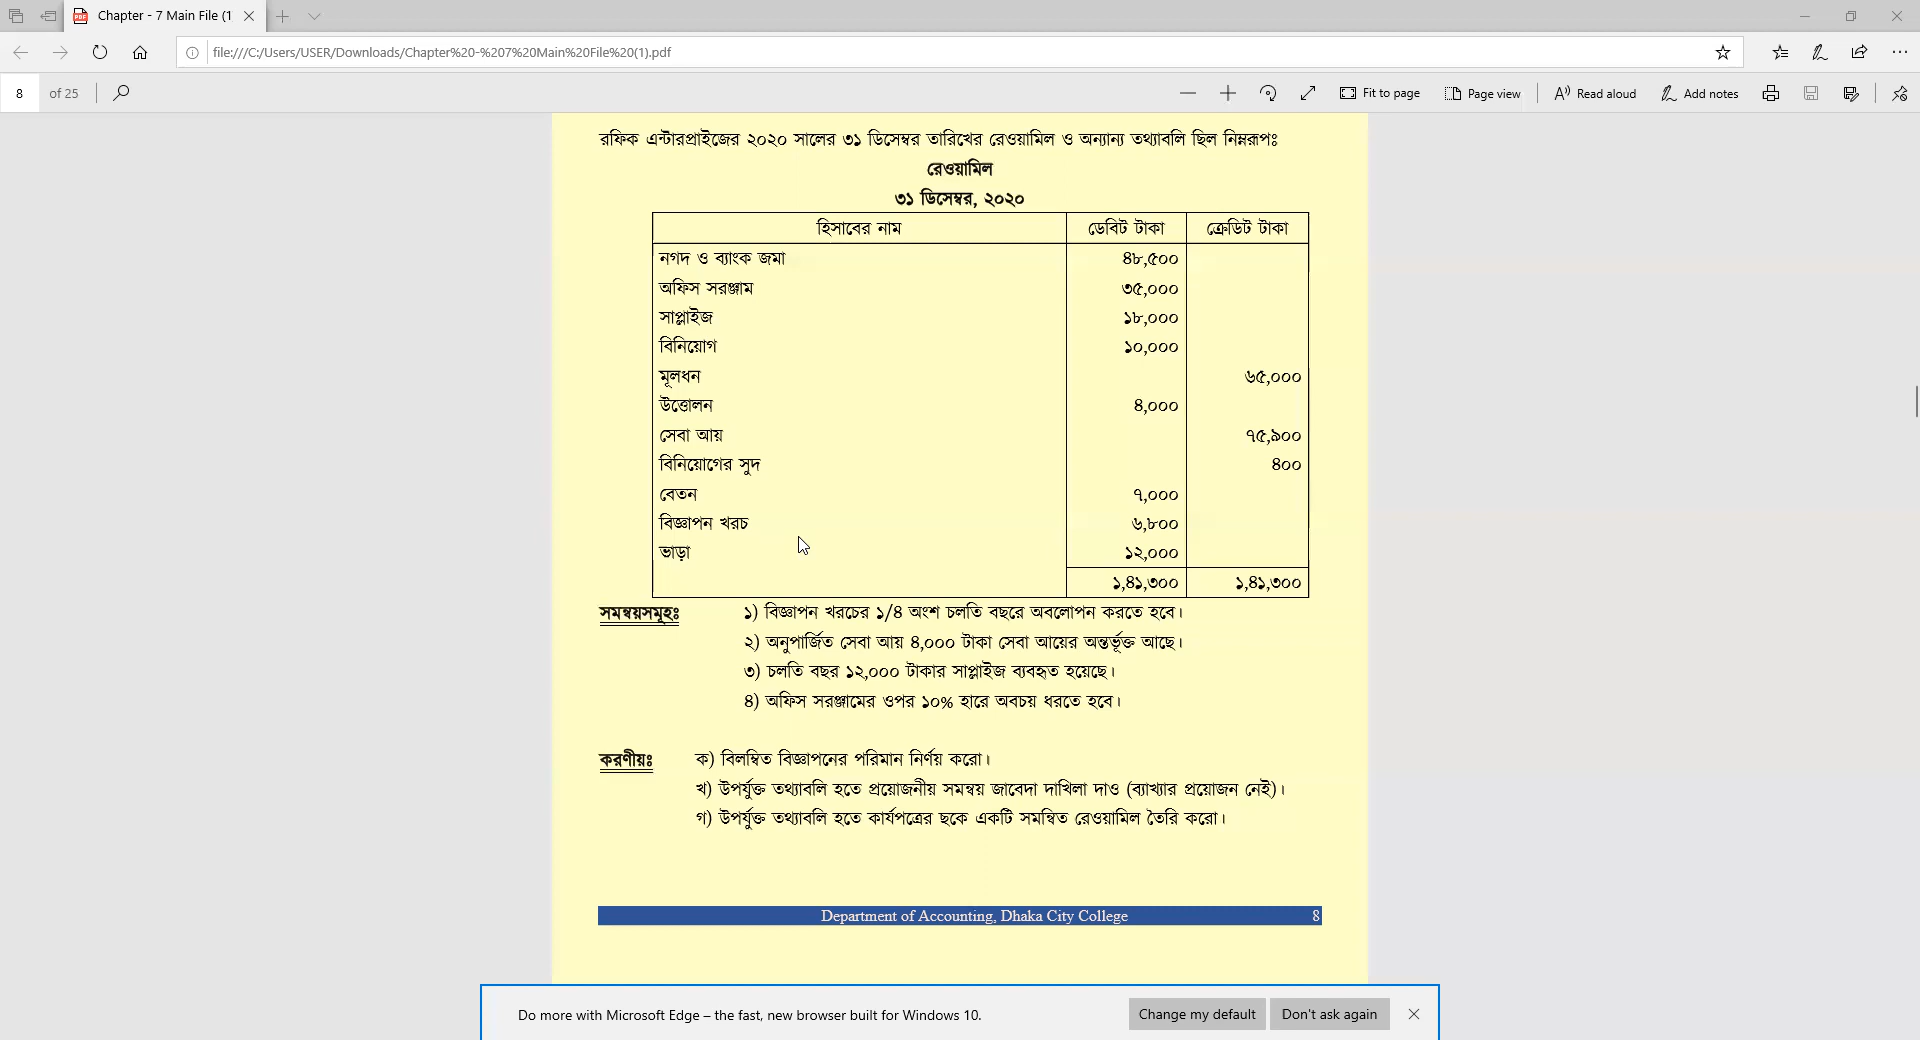 Chapter - 7 Main File (1
file:///C:/Users/USER/Downloads/Chapter%20-%207%20Main%20File%20(1).pdf
8 of 25 Fit to page Page view Read aloud Add notes
রফিক এন্টারপ্রাইজের ২০২০ সালের ৩১ ডিসেম্বর তারিখের রেওয়ামিল ও অন্যান্য তথ্যাবলি ছিল নিম্নরূপঃ
রেওয়ামিল
৩১ ডিসেম্বর, ২০২০
হিসাবের নাম ডেবিট টাকা ক্রেডিট টাকা
নগদ ও ব্যাংক জমা ৪৮,৫০০
অফিস সরঞ্জাম ৩৫,০০০
সাপ্লাইজ ১৮,০০০
বিনিয়োগ ১০,০০০
মূলধন ৬৫,০০০
উত্তোলন ৪,০০০
সেবা আয় ৭৫,৯০০
বিনিয়োগের সুদ ৪০০
বেতন ৭,০০০
বিজ্ঞাপন খরচ ৬,৮০০
ভাড়া ১২,০০০
১,৪১,৩০০ ১,৪১,৩০০
সমন্বয়সমূহঃ ১) বিজ্ঞাপন খরচের ১/৪ অংশ চলতি বছরে অবলোপন করতে হবে।
২) অনুপার্জিত সেবা আয় ৪,০০০ টাকা সেবা আয়ের অন্তর্ভূক্ত আছে।
৩) চলতি বছর ১২,০০০ টাকার সাপ্লাইজ ব্যবহৃত হয়েছে।
৪) অফিস সরঞ্জামের ওপর ১০% হারে অবচয় ধরতে হবে।
করণীয়ঃ ক) বিলম্বিত বিজ্ঞাপনের পরিমান নির্ণয় করো।
খ) উপর্যুক্ত তথ্যাবলি হতে প্রয়োজনীয় সমন্বয় জাবেদা দাখিলা দাও (ব্যাখ্যার প্রয়োজন নেই)।
গ) উপর্যুক্ত তথ্যাবলি হতে কার্যপত্রের ছকে একটি সমন্বিত রেওয়ামিল তৈরি করো।
Department of Accounting, Dhaka City College 8
Do more with Microsoft Edge – the fast, new browser built for Windows 10. Change my default Don't ask again